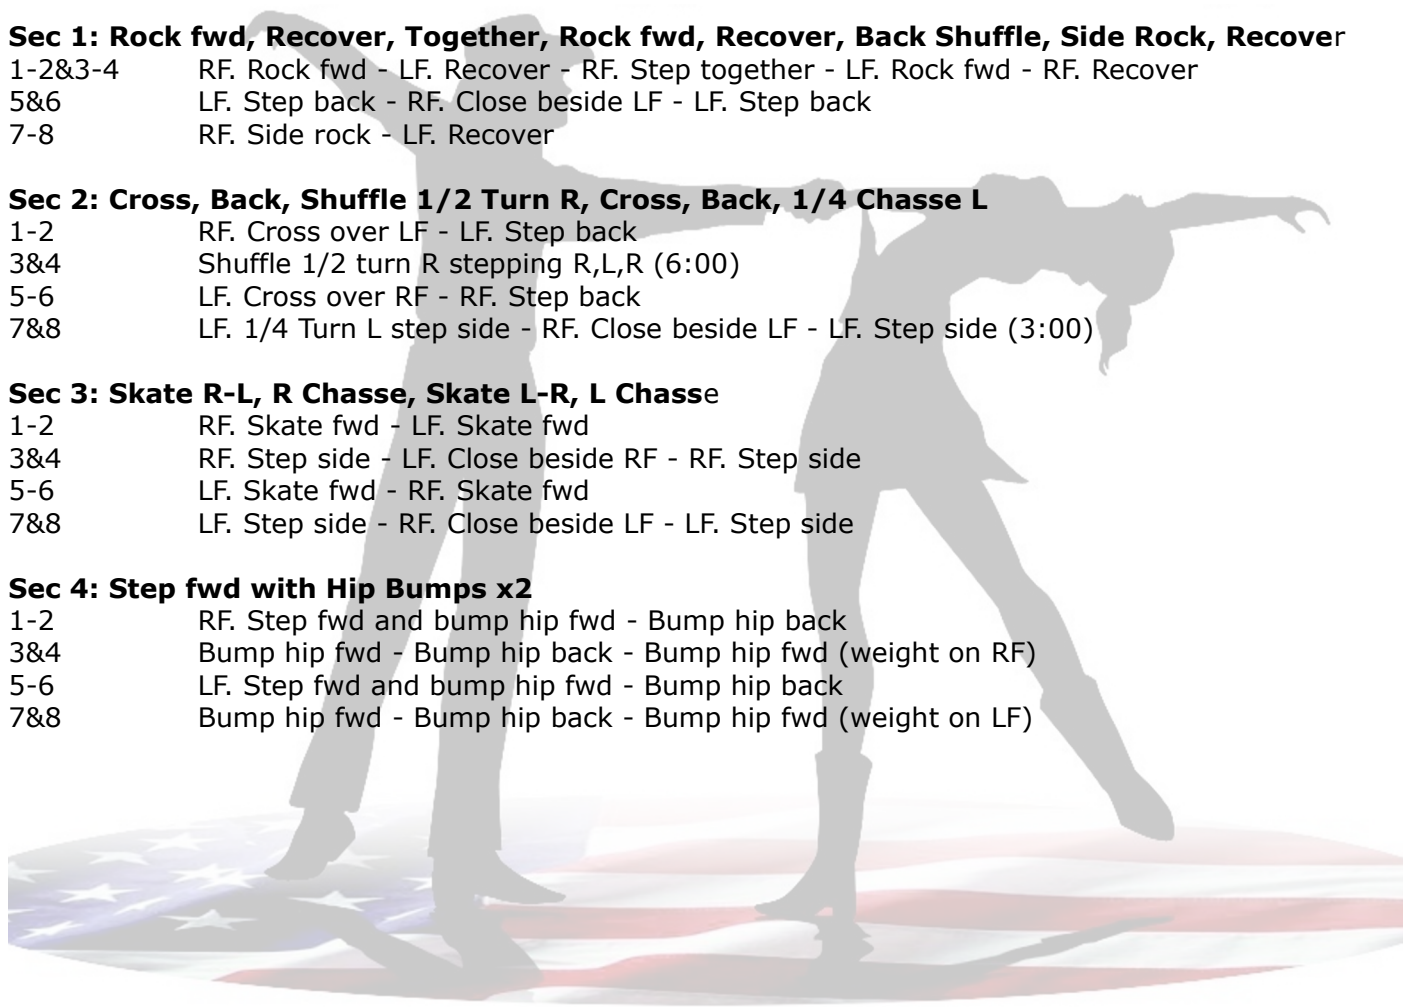 Sec 1: Rock fwd, Recover, Together, Rock fwd, Recover, Back Shuffle, Side Rock, Recover
1-2&3-4 RF. Rock fwd - LF. Recover - RF. Step together - LF. Rock fwd - RF. Recover
5&6 LF. Step back - RF. Close beside LF - LF. Step back
7-8 RF. Side rock - LF. Recover
Sec 2: Cross, Back, Shuffle 1/2 Turn R, Cross, Back, 1/4 Chasse L
1-2 RF. Cross over LF - LF. Step back
3&4 Shuffle 1/2 turn R stepping R,L,R (6:00)
5-6 LF. Cross over RF - RF. Step back
7&8 LF. 1/4 Turn L step side - RF. Close beside LF - LF. Step side (3:00)
Sec 3: Skate R-L, R Chasse, Skate L-R, L Chasse
1-2 RF. Skate fwd - LF. Skate fwd
3&4 RF. Step side - LF. Close beside RF - RF. Step side
5-6 LF. Skate fwd - RF. Skate fwd
7&8 LF. Step side - RF. Close beside LF - LF. Step side
Sec 4: Step fwd with Hip Bumps x2
1-2 RF. Step fwd and bump hip fwd - Bump hip back
3&4 Bump hip fwd - Bump hip back - Bump hip fwd (weight on RF)
5-6 LF. Step fwd and bump hip fwd - Bump hip back
7&8 Bump hip fwd - Bump hip back - Bump hip fwd (weight on LF)